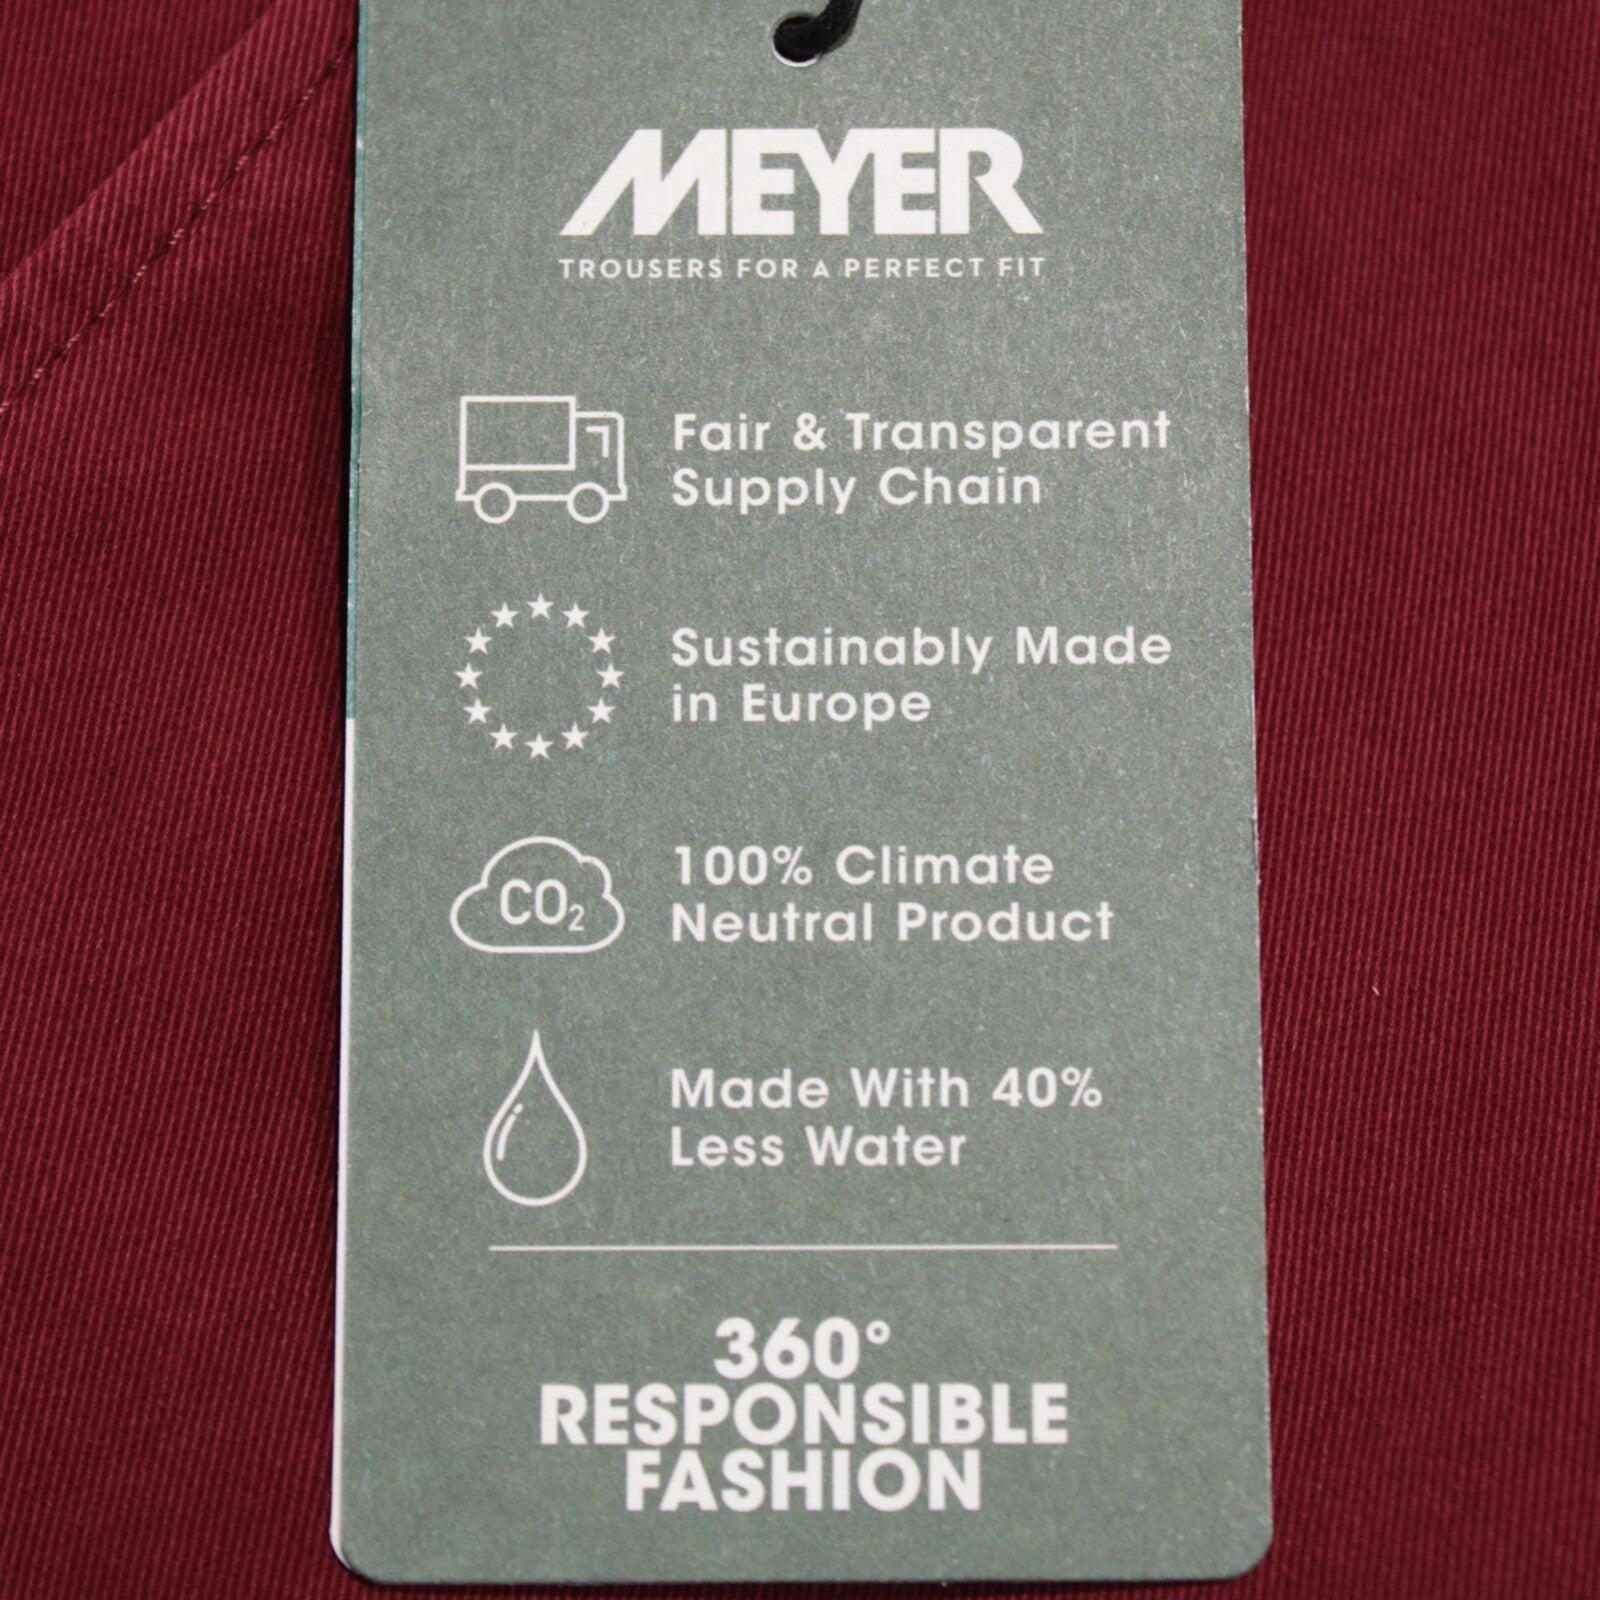 MEYER
TROUSERS FOR A PERFECT FIT
Fair & Transparent
Supply Chain
Sustainably Made
in Europe
CO₂
100% Climate
Neutral Product
Made With 40%
Less Water
360°
RESPONSIBLE
FASHION